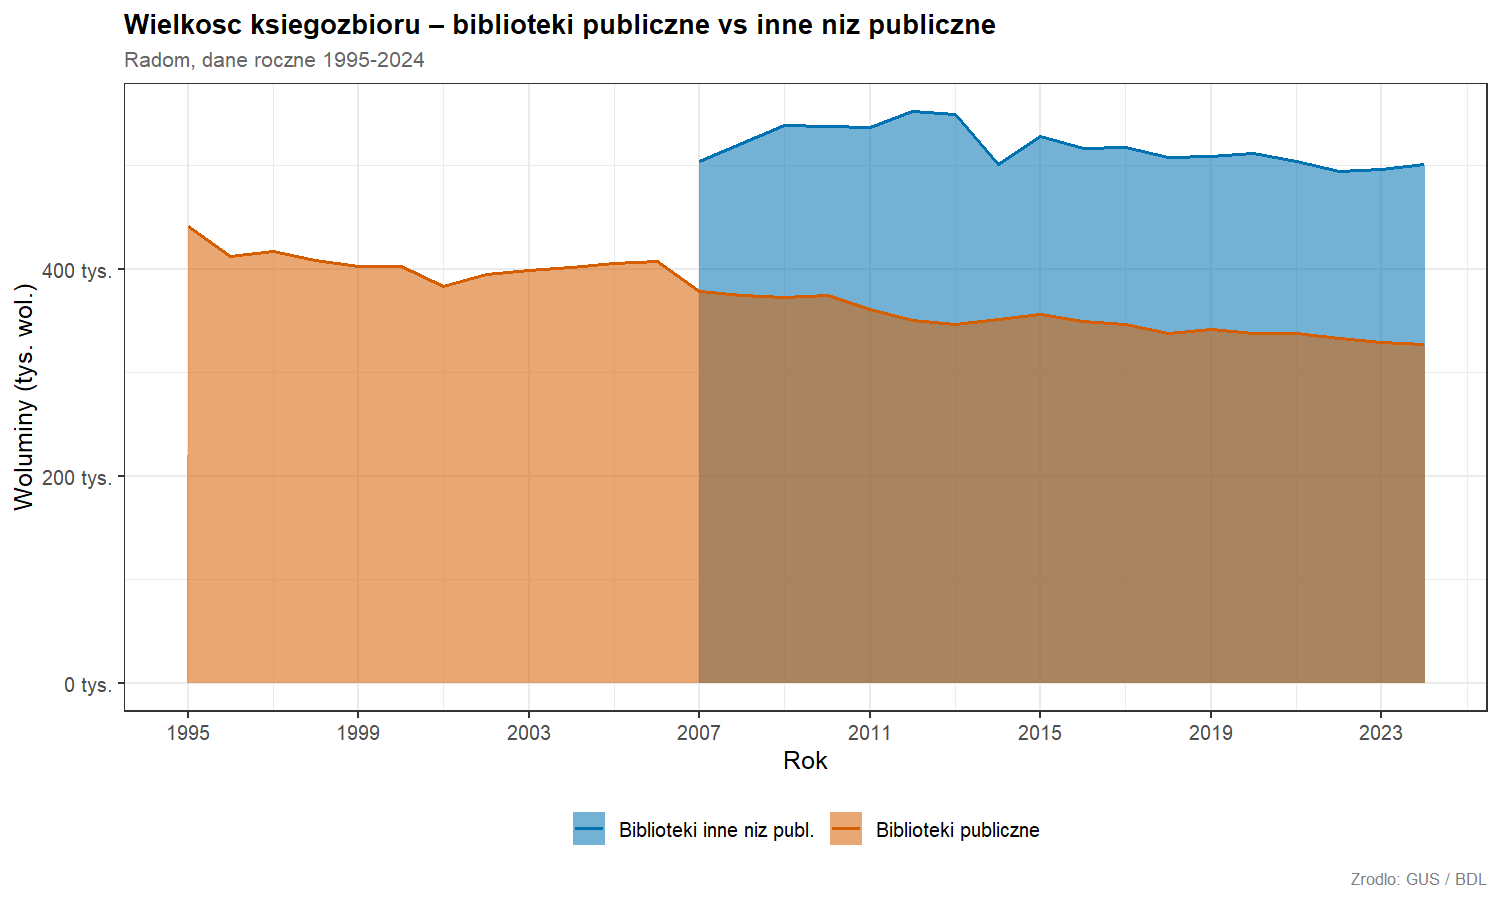 Wielkosc ksiegozbioru – biblioteki publiczne vs inne niz publiczne
Radom, dane roczne 1995-2024
Woluminy (tys. wol.)
400 tys.
200 tys.
0 tys.
1995 1999 2003 2007 2011 2015 2019 2023
Rok
Biblioteki inne niz publ. Biblioteki publiczne
Zrodlo: GUS / BDL